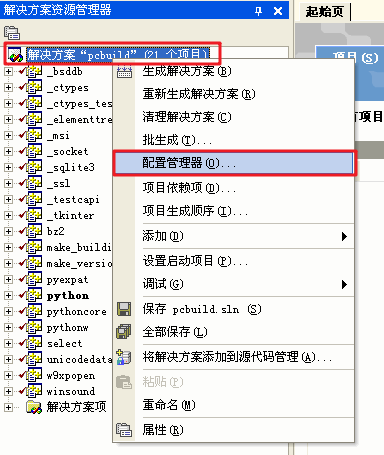 解决方案资源管理器
起始页
解决方案“pcbuild”(21 个项目)
项目(S)
_bsddb
_ctypes
_ctypes_tes
_elementtre
_msi
_socket
_sqlite3
_ssl
_testcapi
_tkinter
bz2
make_buildi
make_versio
pyexpat
python
pythoncore
pythonw
select
unicodedata
w9xpopen
winsound
解决方案项
生成解决方案(B)
重新生成解决方案(R)
清理解决方案(C)
批生成(T)...
配置管理器(O)...
项目依赖项(D)...
项目生成顺序(I)...
添加(D)
设置启动项目(P)...
调试(G)
保存 pcbuild.sln (S)
全部保存(L)
将解决方案添加到源代码管理(A)...
粘贴(P)
重命名(M)
属性(R)
有项目